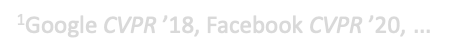 ¹Google CVPR ’18, Facebook CVPR ’20, ...